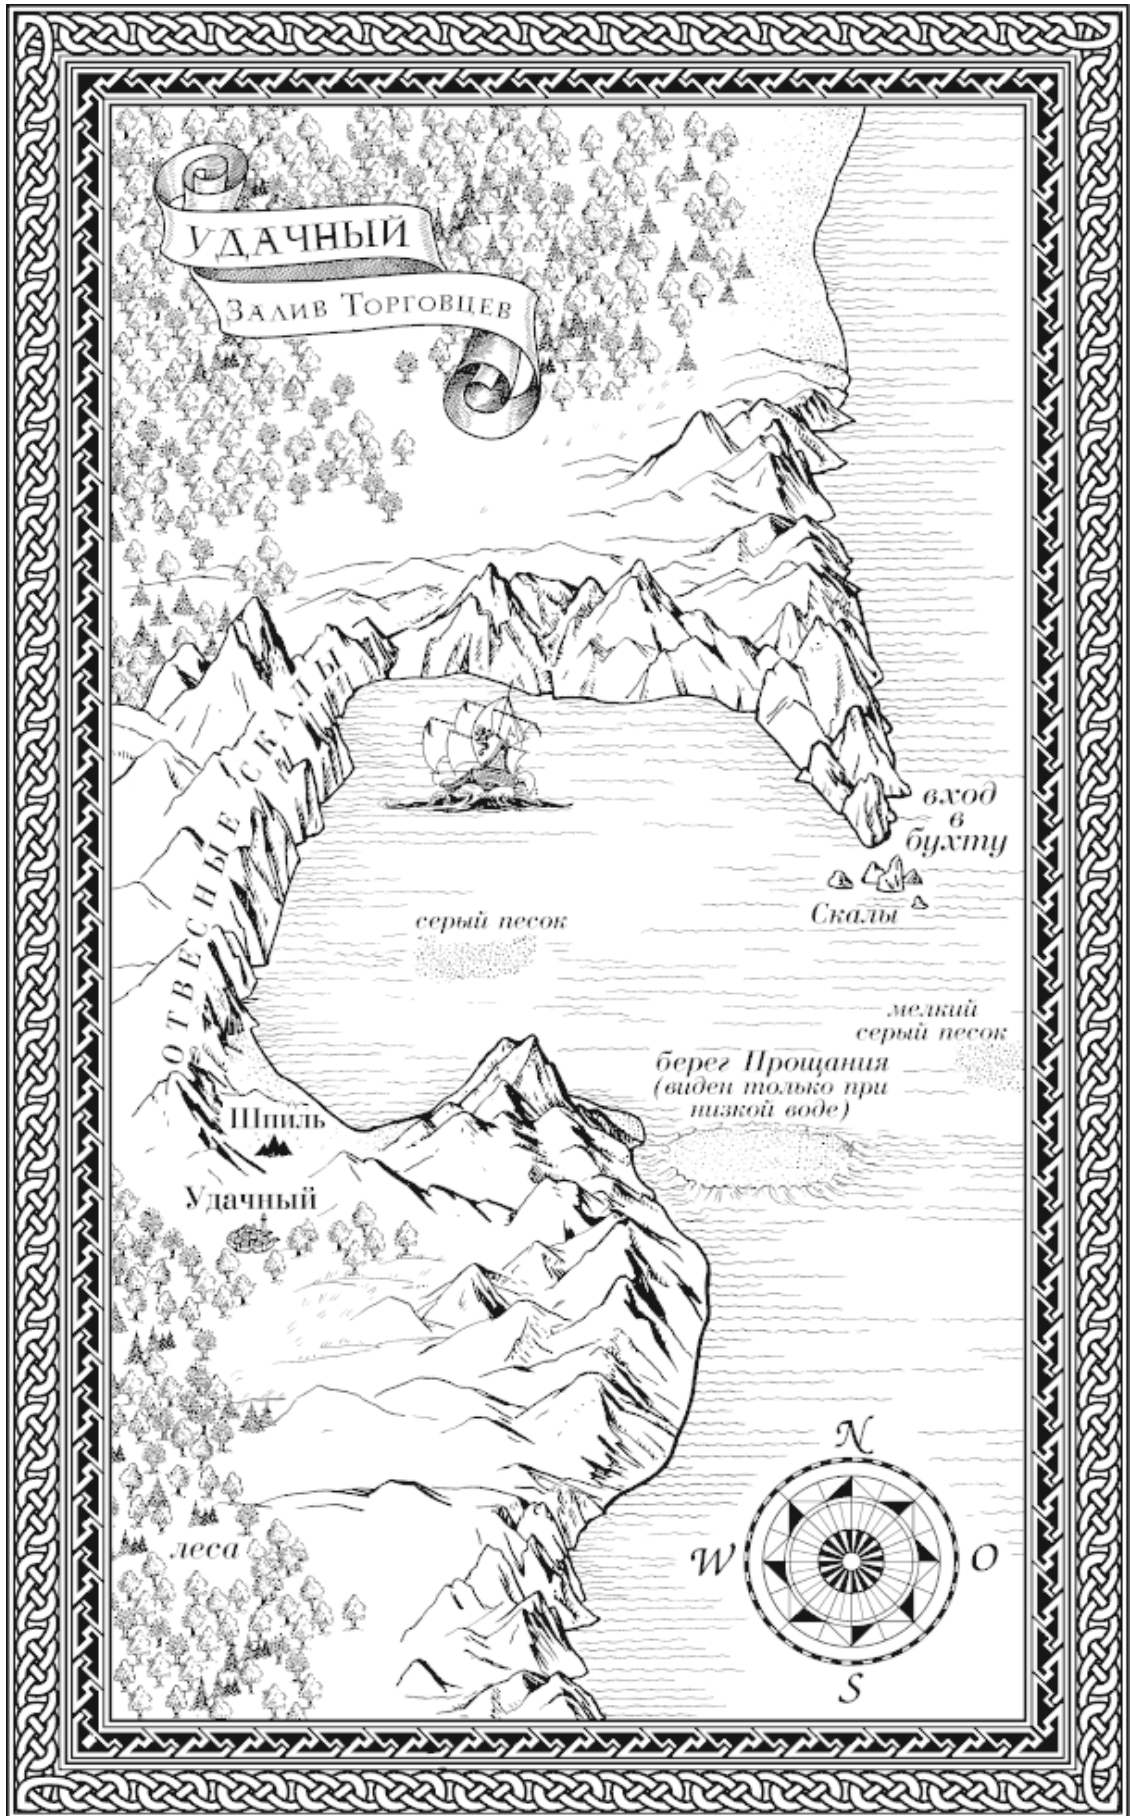 УДАЧНЫЙ
ЗАЛИВ ТОРГОВЦЕВ
ОТВЕСНЫЕ СКАЛЫ
вход
в
бухту
Скалы
серый песок
мелкий
серый песок
берег Прощания
(виден только при
низкой воде)
Шпиль
Удачный
леса
N
W
O
S